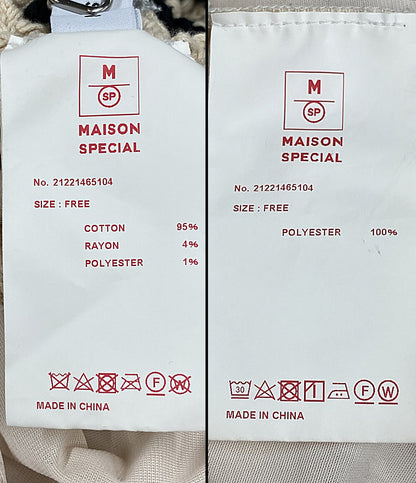 M
SP
MAISON
SPECIAL
No. 21221465104
SIZE : FREE
COTTON 95%
RAYON 4%
POLYESTER 1%
F W
MADE IN CHINA
M
SP
MAISON
SPECIAL
No. 21221465104
SIZE : FREE
POLYESTER 100%
30 F W
MADE IN CHINA